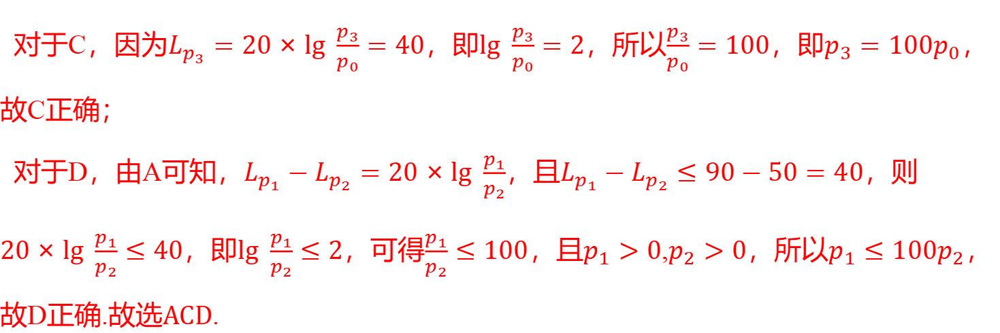 对于C，因为$L_{p_3} = 20 \times \lg \frac{p_3}{p_0} = 40$，即$\lg \frac{p_3}{p_0} = 2$，所以$\frac{p_3}{p_0} = 100$，即$p_3 = 100p_0$，
故C正确；
对于D，由A可知，$L_{p_1} - L_{p_2} = 20 \times \lg \frac{p_1}{p_2}$，且$L_{p_1} - L_{p_2} \leq 90 - 50 = 40$，则
$20 \times \lg \frac{p_1}{p_2} \leq 40$，即$\lg \frac{p_1}{p_2} \leq 2$，可得$\frac{p_1}{p_2} \leq 100$，且$p_1 > 0, p_2 > 0$，所以$p_1 \leq 100p_2$，
故D正确.故选ACD.